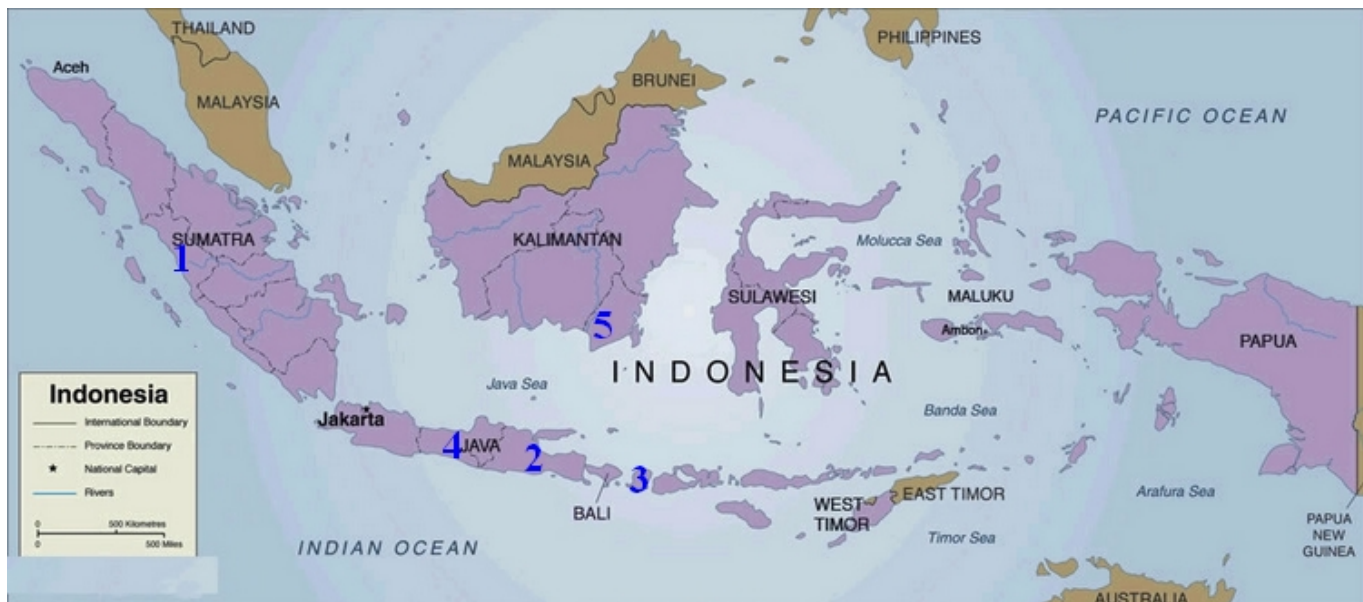 THAILAND
Aceh
MALAYSIA
PHILIPPINES
BRUNEI
PACIFIC OCEAN
MALAYSIA
SUMATRA
1
KALIMANTAN
Molucca Sea
SULAWESI
MALUKU
5
Ambon
PAPUA
INDONESIA
Java Sea
Banda Sea
Jakarta
4
JAVA
2
3
BALI
WEST
TIMOR
EAST TIMOR
Arafura Sea
Timor Sea
PAPUA
NEW
GUINEA
INDIAN OCEAN
AUSTRALIA
Indonesia
International Boundary
Province Boundary
National Capital
Rivers
0 500 Kilometres
0 500 Miles